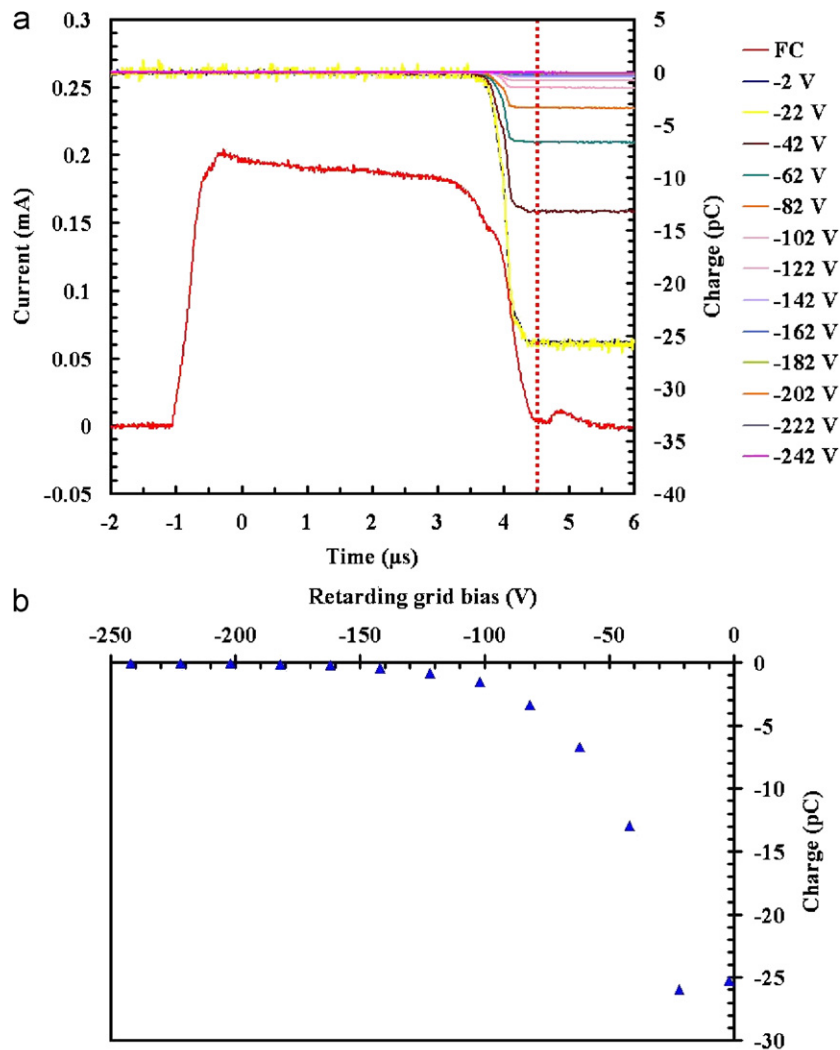 a
0.3
0.25
0.2
0.15
0.1
0.05
0
-0.05
Current (mA)
-2 -1 0 1 2 3 4 5 6
Time (μs)
5
0
-5
-10
-15
-20
-25
-30
-35
-40
Charge (pC)
FC
-2 V
-22 V
-42 V
-62 V
-82 V
-102 V
-122 V
-142 V
-162 V
-182 V
-202 V
-222 V
-242 V
b
Retarding grid bias (V)
-250 -200 -150 -100 -50 0
0
-5
-10
-15
-20
-25
-30
Charge (pC)